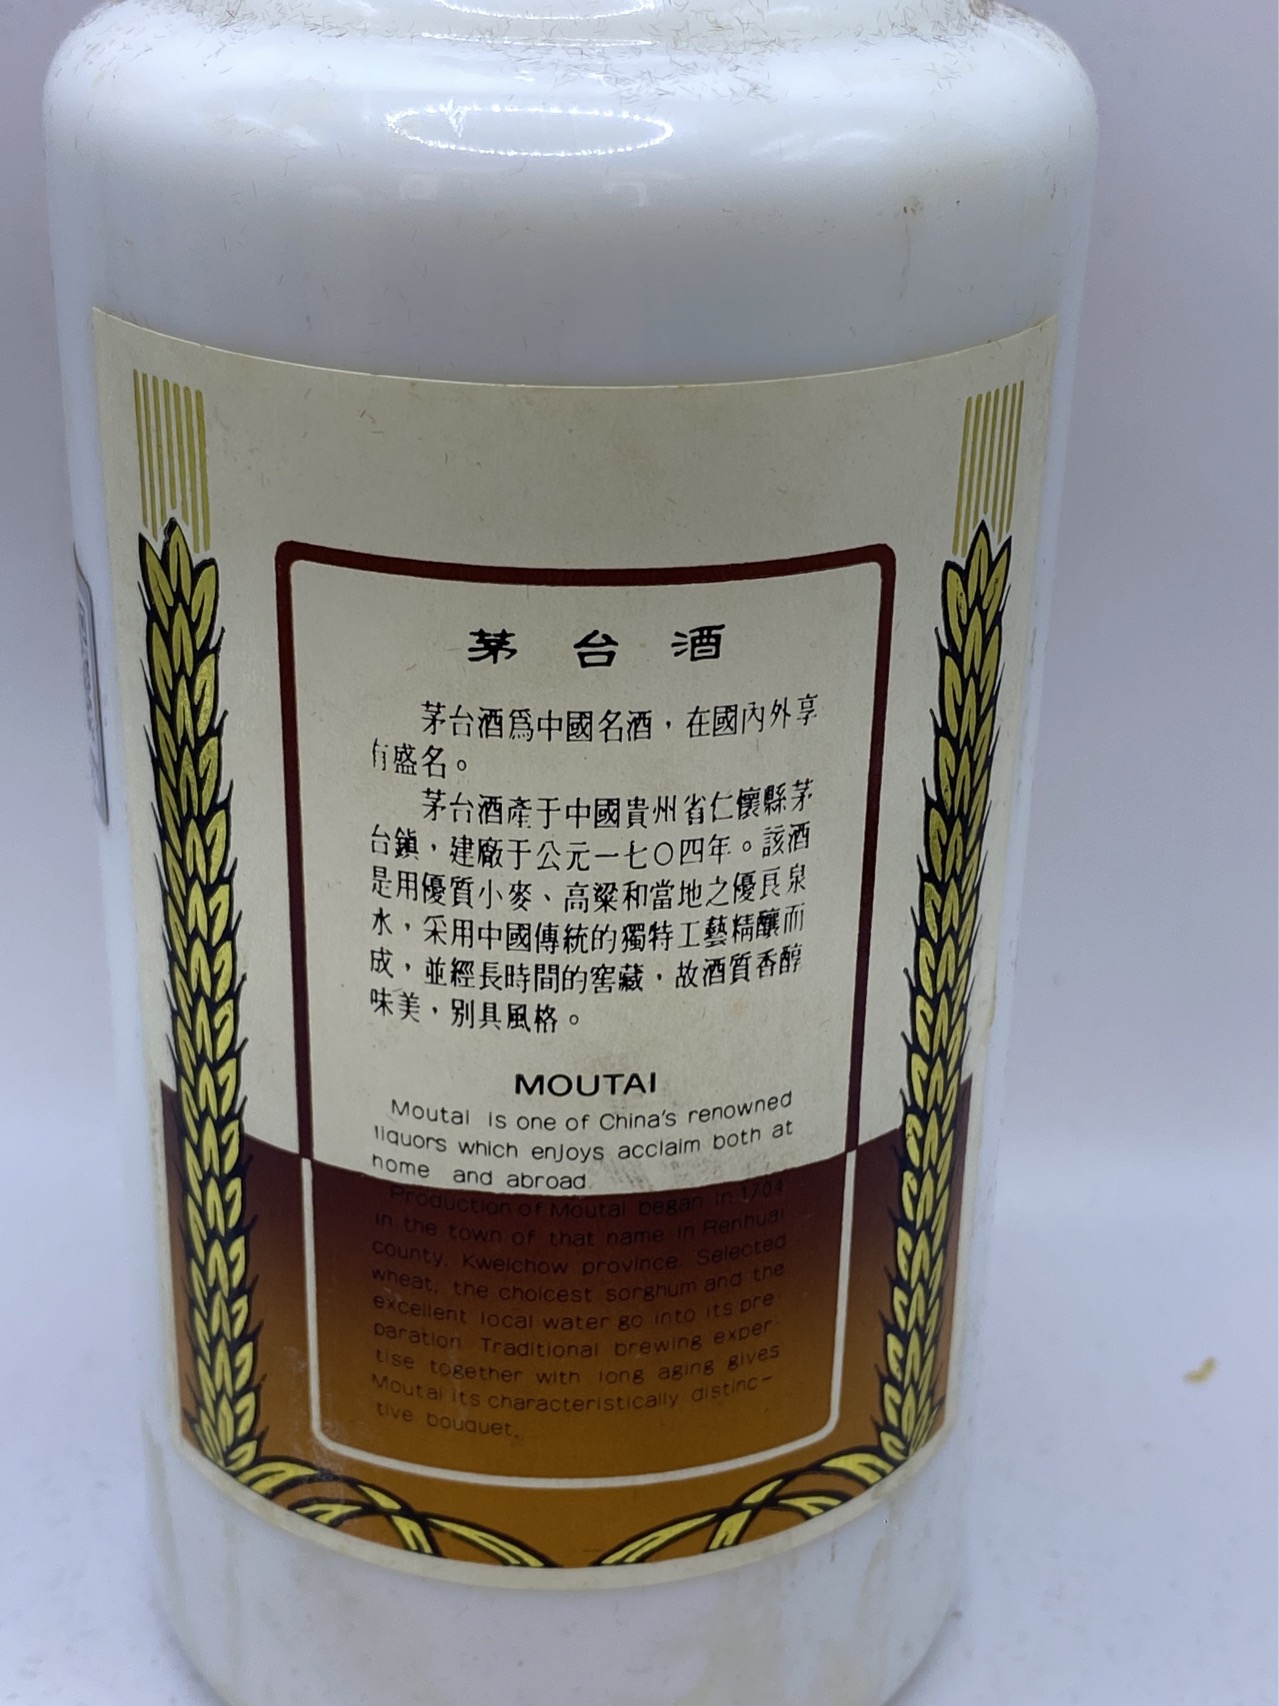 茅台酒
茅台酒爲中國名酒，在國內外享
有盛名。
茅台酒產于中國貴州省仁懷縣茅
台鎮，建廠于公元一七〇四年。該酒
是用優質小麥、高粱和當地之優良泉
水，采用中國傳統的獨特工藝精釀而
成，並經長時間的窖藏，故酒質香醇
味美，別具風格。
MOUTAI
Moutai is one of China's renowned
liquors which enjoys acclaim both at
home and abroad.
Production of Moutai began in 1704
in the town of that name in Renhuai
county, Kweichow province. Selected
wheat, the choicest sorghum and the
excellent local water go into its pre-
paration. Traditional brewing exper-
tise together with long aging gives
Moutai its characteristically distinc-
tive bouquet.